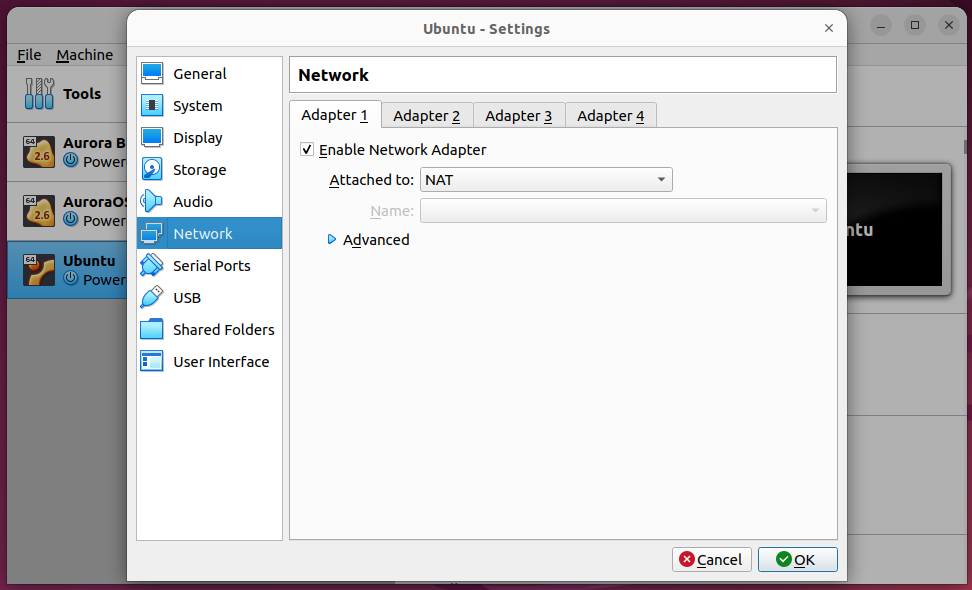 Ubuntu - Settings
File Machine
Tools
64
2.6
Aurora B
Power
64
2.6
AuroraOS
Power
64
Ubuntu
Power
General
System
Display
Storage
Audio
Network
Serial Ports
USB
Shared Folders
User Interface
Network
Adapter 1 Adapter 2 Adapter 3 Adapter 4
Enable Network Adapter
Attached to: NAT
Name:
Advanced
ntu
Cancel OK